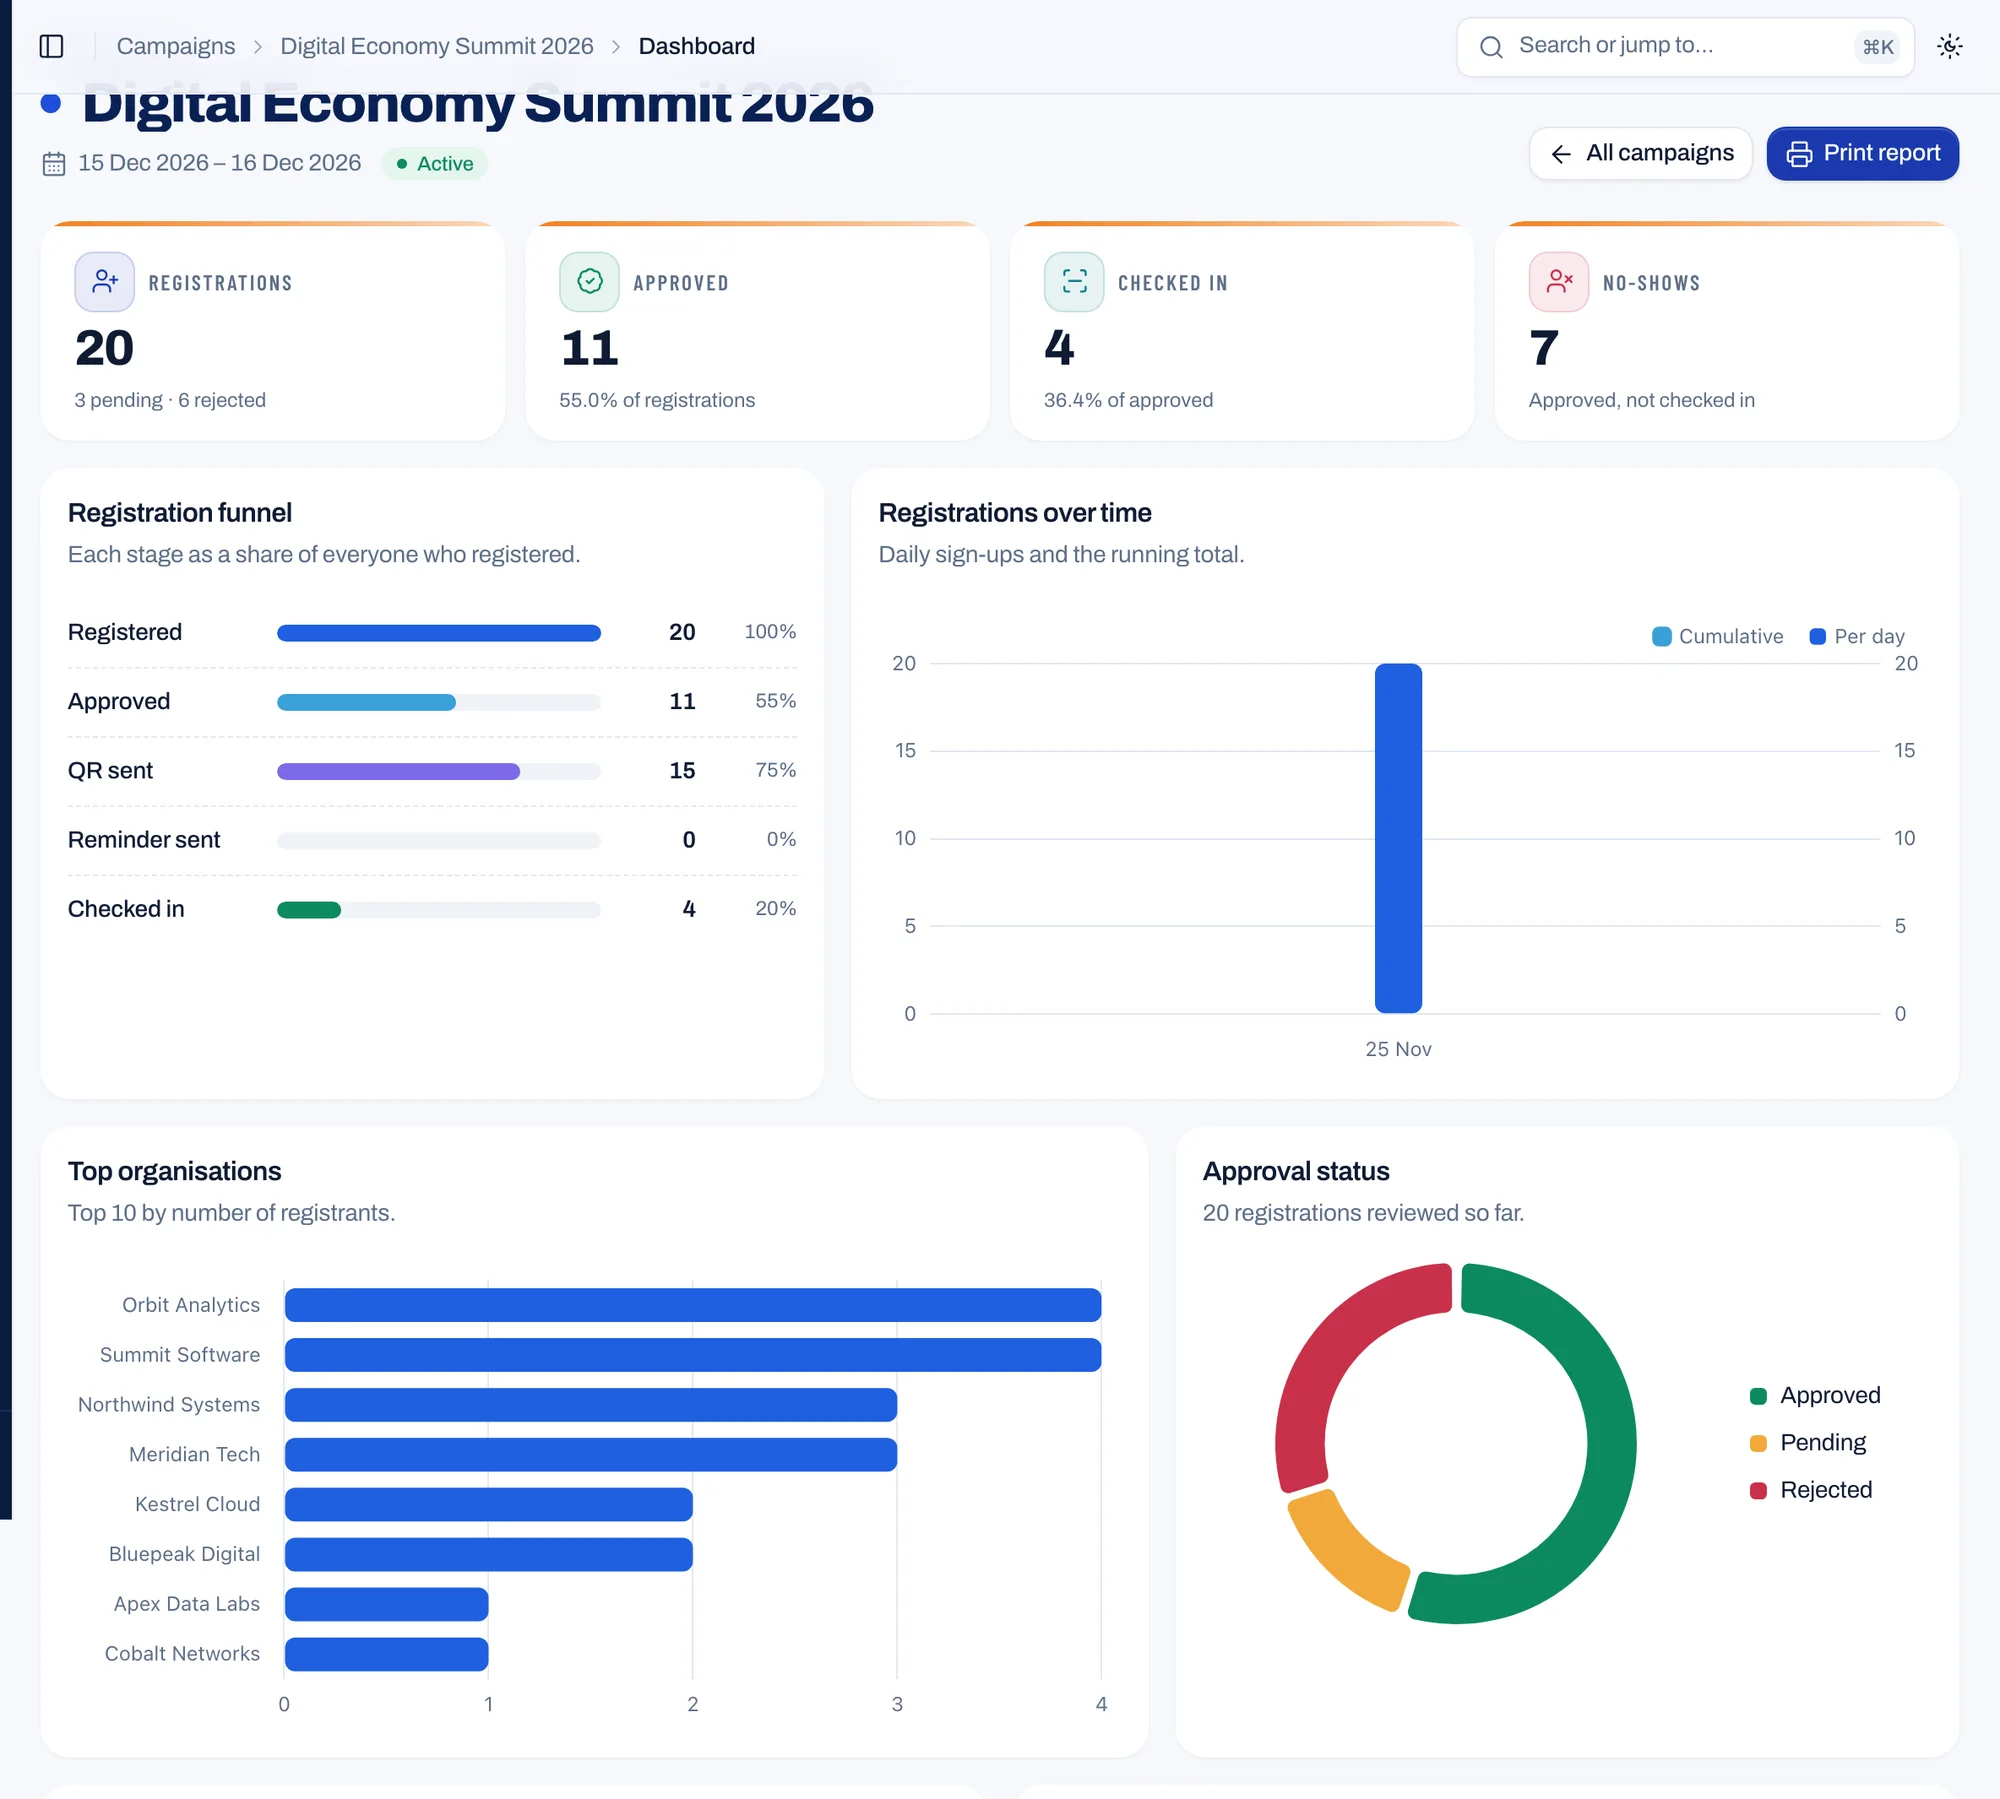 Campaigns > Digital Economy Summit 2026 > Dashboard
Search or jump to...
⌘K
Digital Economy Summit 2026
15 Dec 2026 – 16 Dec 2026
Active
All campaigns
Print report
REGISTRATIONS
20
3 pending · 6 rejected
APPROVED
11
55.0% of registrations
CHECKED IN
4
36.4% of approved
NO-SHOWS
7
Approved, not checked in
Registration funnel
Each stage as a share of everyone who registered.
Registered 20 100%
Approved 11 55%
QR sent 15 75%
Reminder sent 0 0%
Checked in 4 20%
Registrations over time
Daily sign-ups and the running total.
Cumulative Per day
20 20
15 15
10 10
5 5
0 0
25 Nov
Top organisations
Top 10 by number of registrants.
Orbit Analytics
Summit Software
Northwind Systems
Meridian Tech
Kestrel Cloud
Bluepeak Digital
Apex Data Labs
Cobalt Networks
0 1 2 3 4
Approval status
20 registrations reviewed so far.
Approved
Pending
Rejected